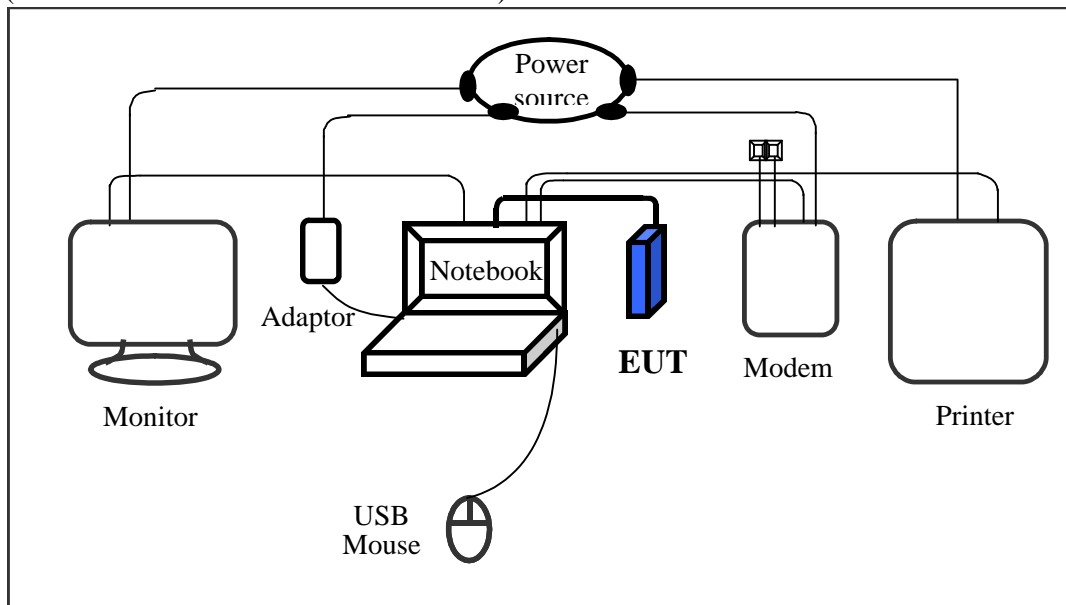 Power
source
Notebook
Adaptor
EUT
Modem
Monitor
Printer
USB
Mouse